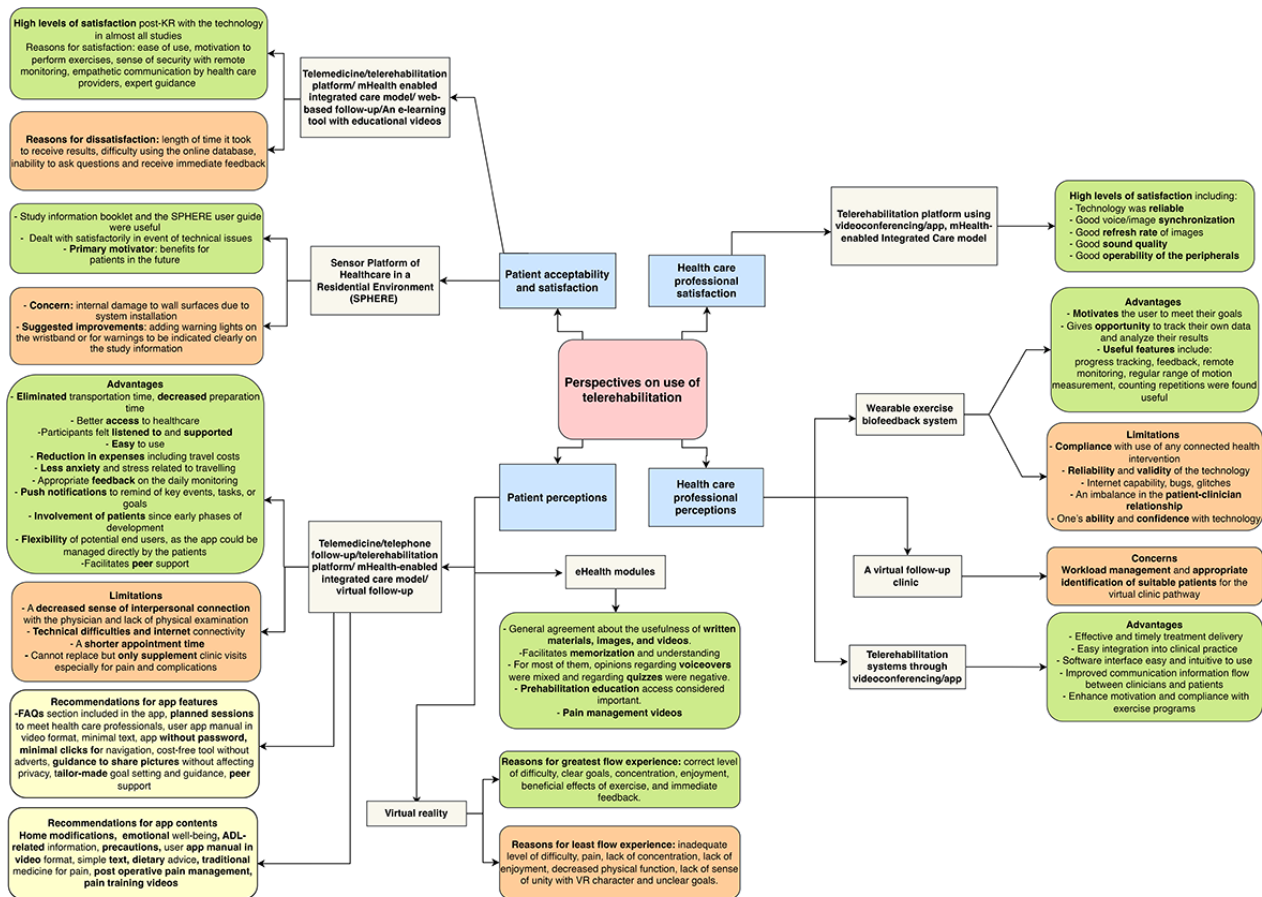 High levels of satisfaction post-KR with the technology
in almost all studies
Reasons for satisfaction: ease of use, motivation to
perform exercises, sense of security with remote
monitoring, empathetic communication by health care
providers, expert guidance
Telemedicine/telerehabilitation
platform/ mHealth enabled
integrated care model/ web-
based follow-up/An e-learning
tool with educational videos
Reasons for dissatisfaction: length of time it took
to receive results, difficulty using the online database,
inability to ask questions and receive immediate feedback
- Study information booklet and the SPHERE user guide
were useful
- Dealt with satisfactorily in event of technical issues
- Primary motivator: benefits for
patients in the future
Sensor Platform of
Healthcare in a
Residential Environment
(SPHERE)
- Concern: internal damage to wall surfaces due to
system installation
- Suggested improvements: adding warning lights on
the wristband or for warnings to be indicated clearly on
the study information
Patient acceptability
and satisfaction
Health care
professional
satisfaction
Telerehabilitation platform using
videoconferencing/app, mHealth-
enabled Integrated Care model
High levels of satisfaction including:
- Technology was reliable
- Good voice/image synchronization
- Good refresh rate of images
- Good sound quality
- Good operability of the peripherals
Perspectives on use of
telerehabilitation
Patient perceptions
Health care
professional
perceptions
Advantages
- Eliminated transportation time, decreased preparation
time
- Better access to healthcare
-Participants felt listened to and supported
- Easy to use
- Reduction in expenses including travel costs
- Less anxiety and stress related to travelling
- Appropriate feedback on the daily monitoring
- Push notifications to remind of key events, tasks, or
goals
- Involvement of patients since early phases of
development
- Flexibility of potential end users, as the app could be
managed directly by the patients
-Facilitates peer support
Telemedicine/telephone
follow-up/telerehabilitation
platform/ mHealth-enabled
integrated care model/
virtual follow-up
Limitations
- A decreased sense of interpersonal connection
with the physician and lack of physical examination
- Technical difficulties and internet connectivity
- A shorter appointment time
- Cannot replace but only supplement clinic visits
especially for pain and complications
Recommendations for app features
-FAQs section included in the app, planned sessions
to meet health care professionals, user app manual in
video format, minimal text, app without password,
minimal clicks for navigation, cost-free tool without
adverts, guidance to share pictures without affecting
privacy, tailor-made goal setting and guidance, peer
support
Recommendations for app contents
Home modifications, emotional well-being, ADL-
related information, precautions, user app manual in
video format, simple text, dietary advice, traditional
medicine for pain, post operative pain management,
pain training videos
eHealth modules
- General agreement about the usefulness of written
materials, images, and videos.
-Facilitates memorization and understanding
- For most of them, opinions regarding voiceovers
were mixed and regarding quizzes were negative.
- Prehabilitation education access considered
important.
- Pain management videos
Virtual reality
Reasons for greatest flow experience: correct level
of difficulty, clear goals, concentration, enjoyment,
beneficial effects of exercise, and immediate
feedback.
Reasons for least flow experience: inadequate
level of difficulty, pain, lack of concentration, lack of
enjoyment, decreased physical function, lack of sense
of unity with VR character and unclear goals.
Wearable exercise
biofeedback system
Advantages
- Motivates the user to meet their goals
- Gives opportunity to track their own data
and analyze their results
- Useful features include:
progress tracking, feedback, remote
monitoring, regular range of motion
measurement, counting repetitions were found
useful
Limitations
- Compliance with use of any connected health
intervention
- Reliability and validity of the technology
- Internet capability, bugs, glitches
- An imbalance in the patient-clinician
relationship
- One's ability and confidence with technology
A virtual follow-up
clinic
Concerns
Workload management and appropriate
identification of suitable patients for the
virtual clinic pathway
Telerehabilitation
systems through
videoconferencing/app
Advantages
- Effective and timely treatment delivery
- Easy integration into clinical practice
- Software interface easy and intuitive to use
- Improved communication information flow
between clinicians and patients
- Enhance motivation and compliance with
exercise programs